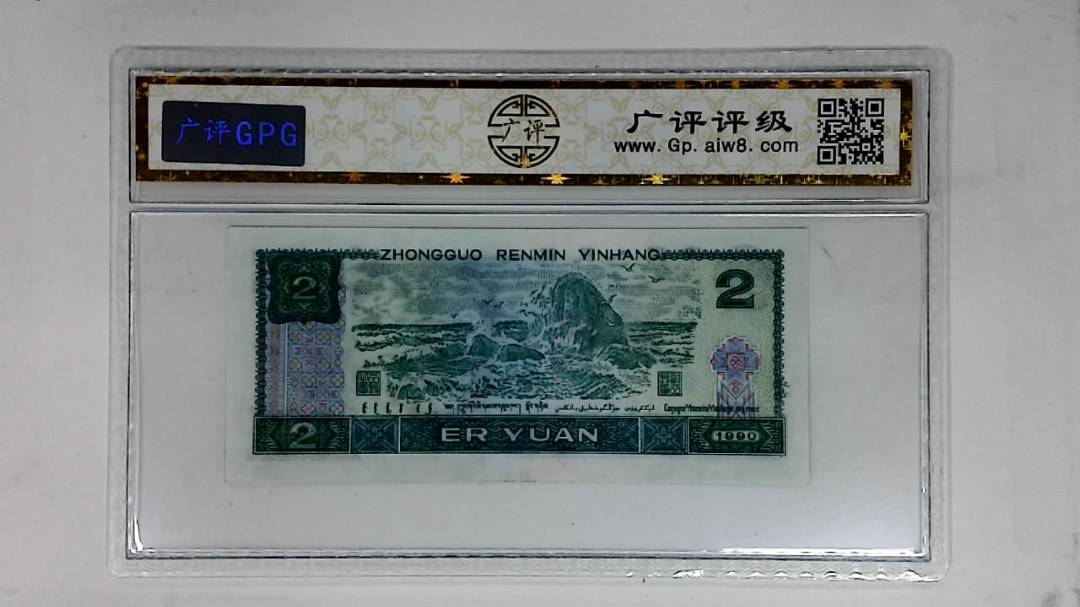 广评GPG
广评
广评评级
www.Gp.aiw8.com
ZHONGGUO RENMIN YINHANG
2
2
2
ER YUAN
1990